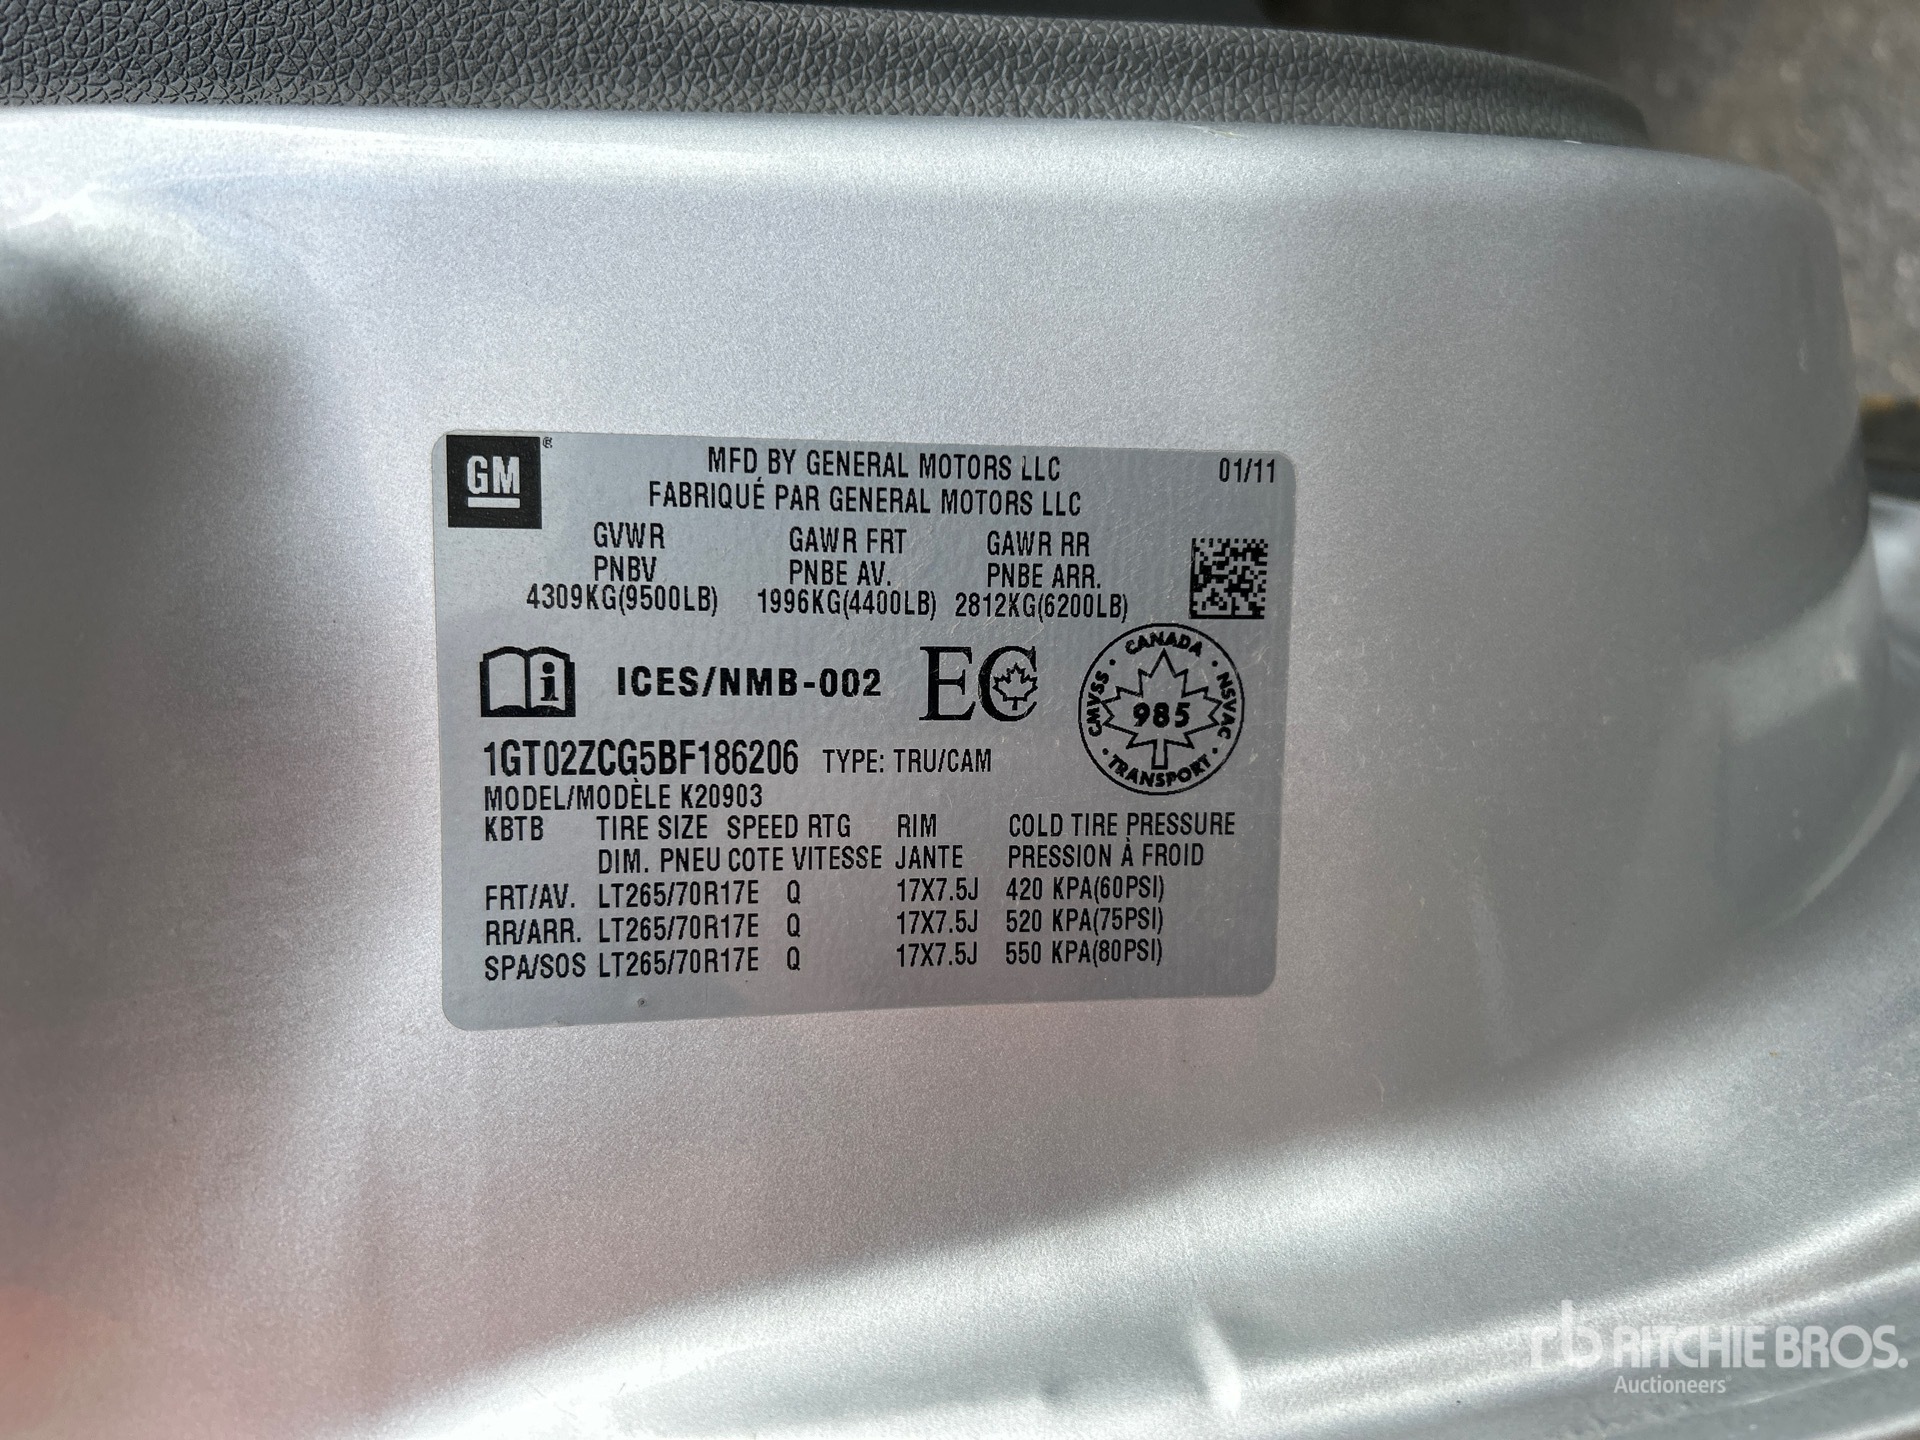 GM ®
MFD BY GENERAL MOTORS LLC 01/11
FABRIQUÉ PAR GENERAL MOTORS LLC
GVWR GAWR FRT GAWR RR
PNBV PNBE AV. PNBE ARR.
4309KG(9500LB) 1996KG(4400LB) 2812KG(6200LB)
ICES/NMB-002 EC
CANADA · NSVAC · TRANSPORT · CMVSS ·
985
1GT02ZCG5BF186206 TYPE: TRU/CAM
MODEL/MODÈLE K20903
KBTB TIRE SIZE SPEED RTG RIM COLD TIRE PRESSURE
DIM. PNEU COTE VITESSE JANTE PRESSION À FROID
FRT/AV. LT265/70R17E Q 17X7.5J 420 KPA(60PSI)
RR/ARR. LT265/70R17E Q 17X7.5J 520 KPA(75PSI)
SPA/SOS LT265/70R17E Q 17X7.5J 550 KPA(80PSI)
rb RITCHIE BROS.
Auctioneers